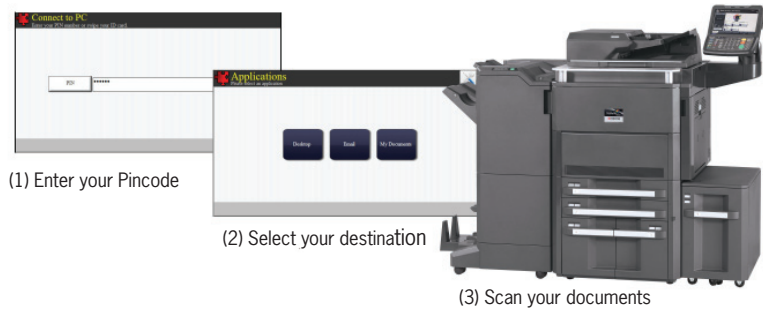 Connect to PC
Enter your PIN number or swipe your ID card.
PIN ******
(1) Enter your Pincode
Applications
Please select an application
Desktop
Email
My Documents
(2) Select your destination
(3) Scan your documents